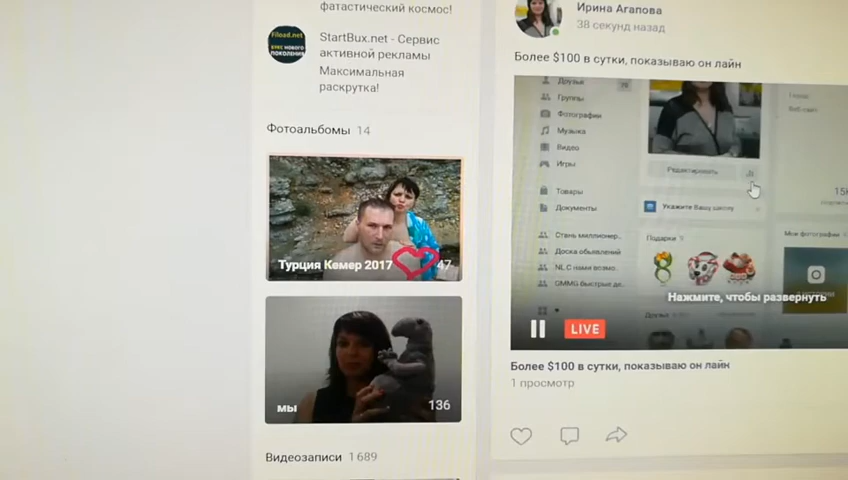 фатастический космос!
Fiload.net
StartBux.net - Сервис
активной рекламы
Максимальная
раскрутка!
Фотоальбомы 14
Турция Кемер 2017 47
мы 136
Видеозаписи 1 689
Ирина Агапова
38 секунд назад
Более $100 в сутки, показываю он лайн
Друзья
Группы
Фотографии
Музыка
Видео
Игры
Товары
Документы
Стань миллионер..
Доска объявлений
NL С нами возмо..
GMMG быстрые де..
Редактировать
Укажите Вашу школу
Подарки
Мои фотографии
Нажмите, чтобы развернуть
LIVE
Более $100 в сутки, показываю он лайн
1 просмотр